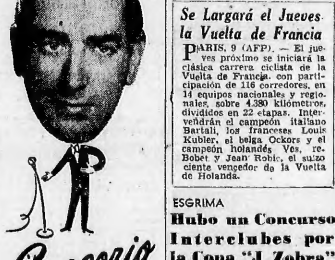 Se Largará el Jueves
la Vuelta de Francia
PARIS, 9 (AFP). — El jue-
ves próximo se iniciará la
clásica carrera ciclista de la
Vuelta de Francia, con parti-
cipación de 116 corredores, en
14 equipos nacionales y regio-
nales, sobre 4.380 kilómetros,
divididos en 22 etapas. Inter-
vendrán el campeón italiano
Bartali, los franceses Louis
Kubler, el belga Ockors y el
campeón holandés Ves, re-
Bobet y Jean Robic, el suizo
ciente vencedor de la Vuelta
de Holanda.
ESGRIMA
Hubo un Concurso
Interclubes por
la Copa "J. Zobra"